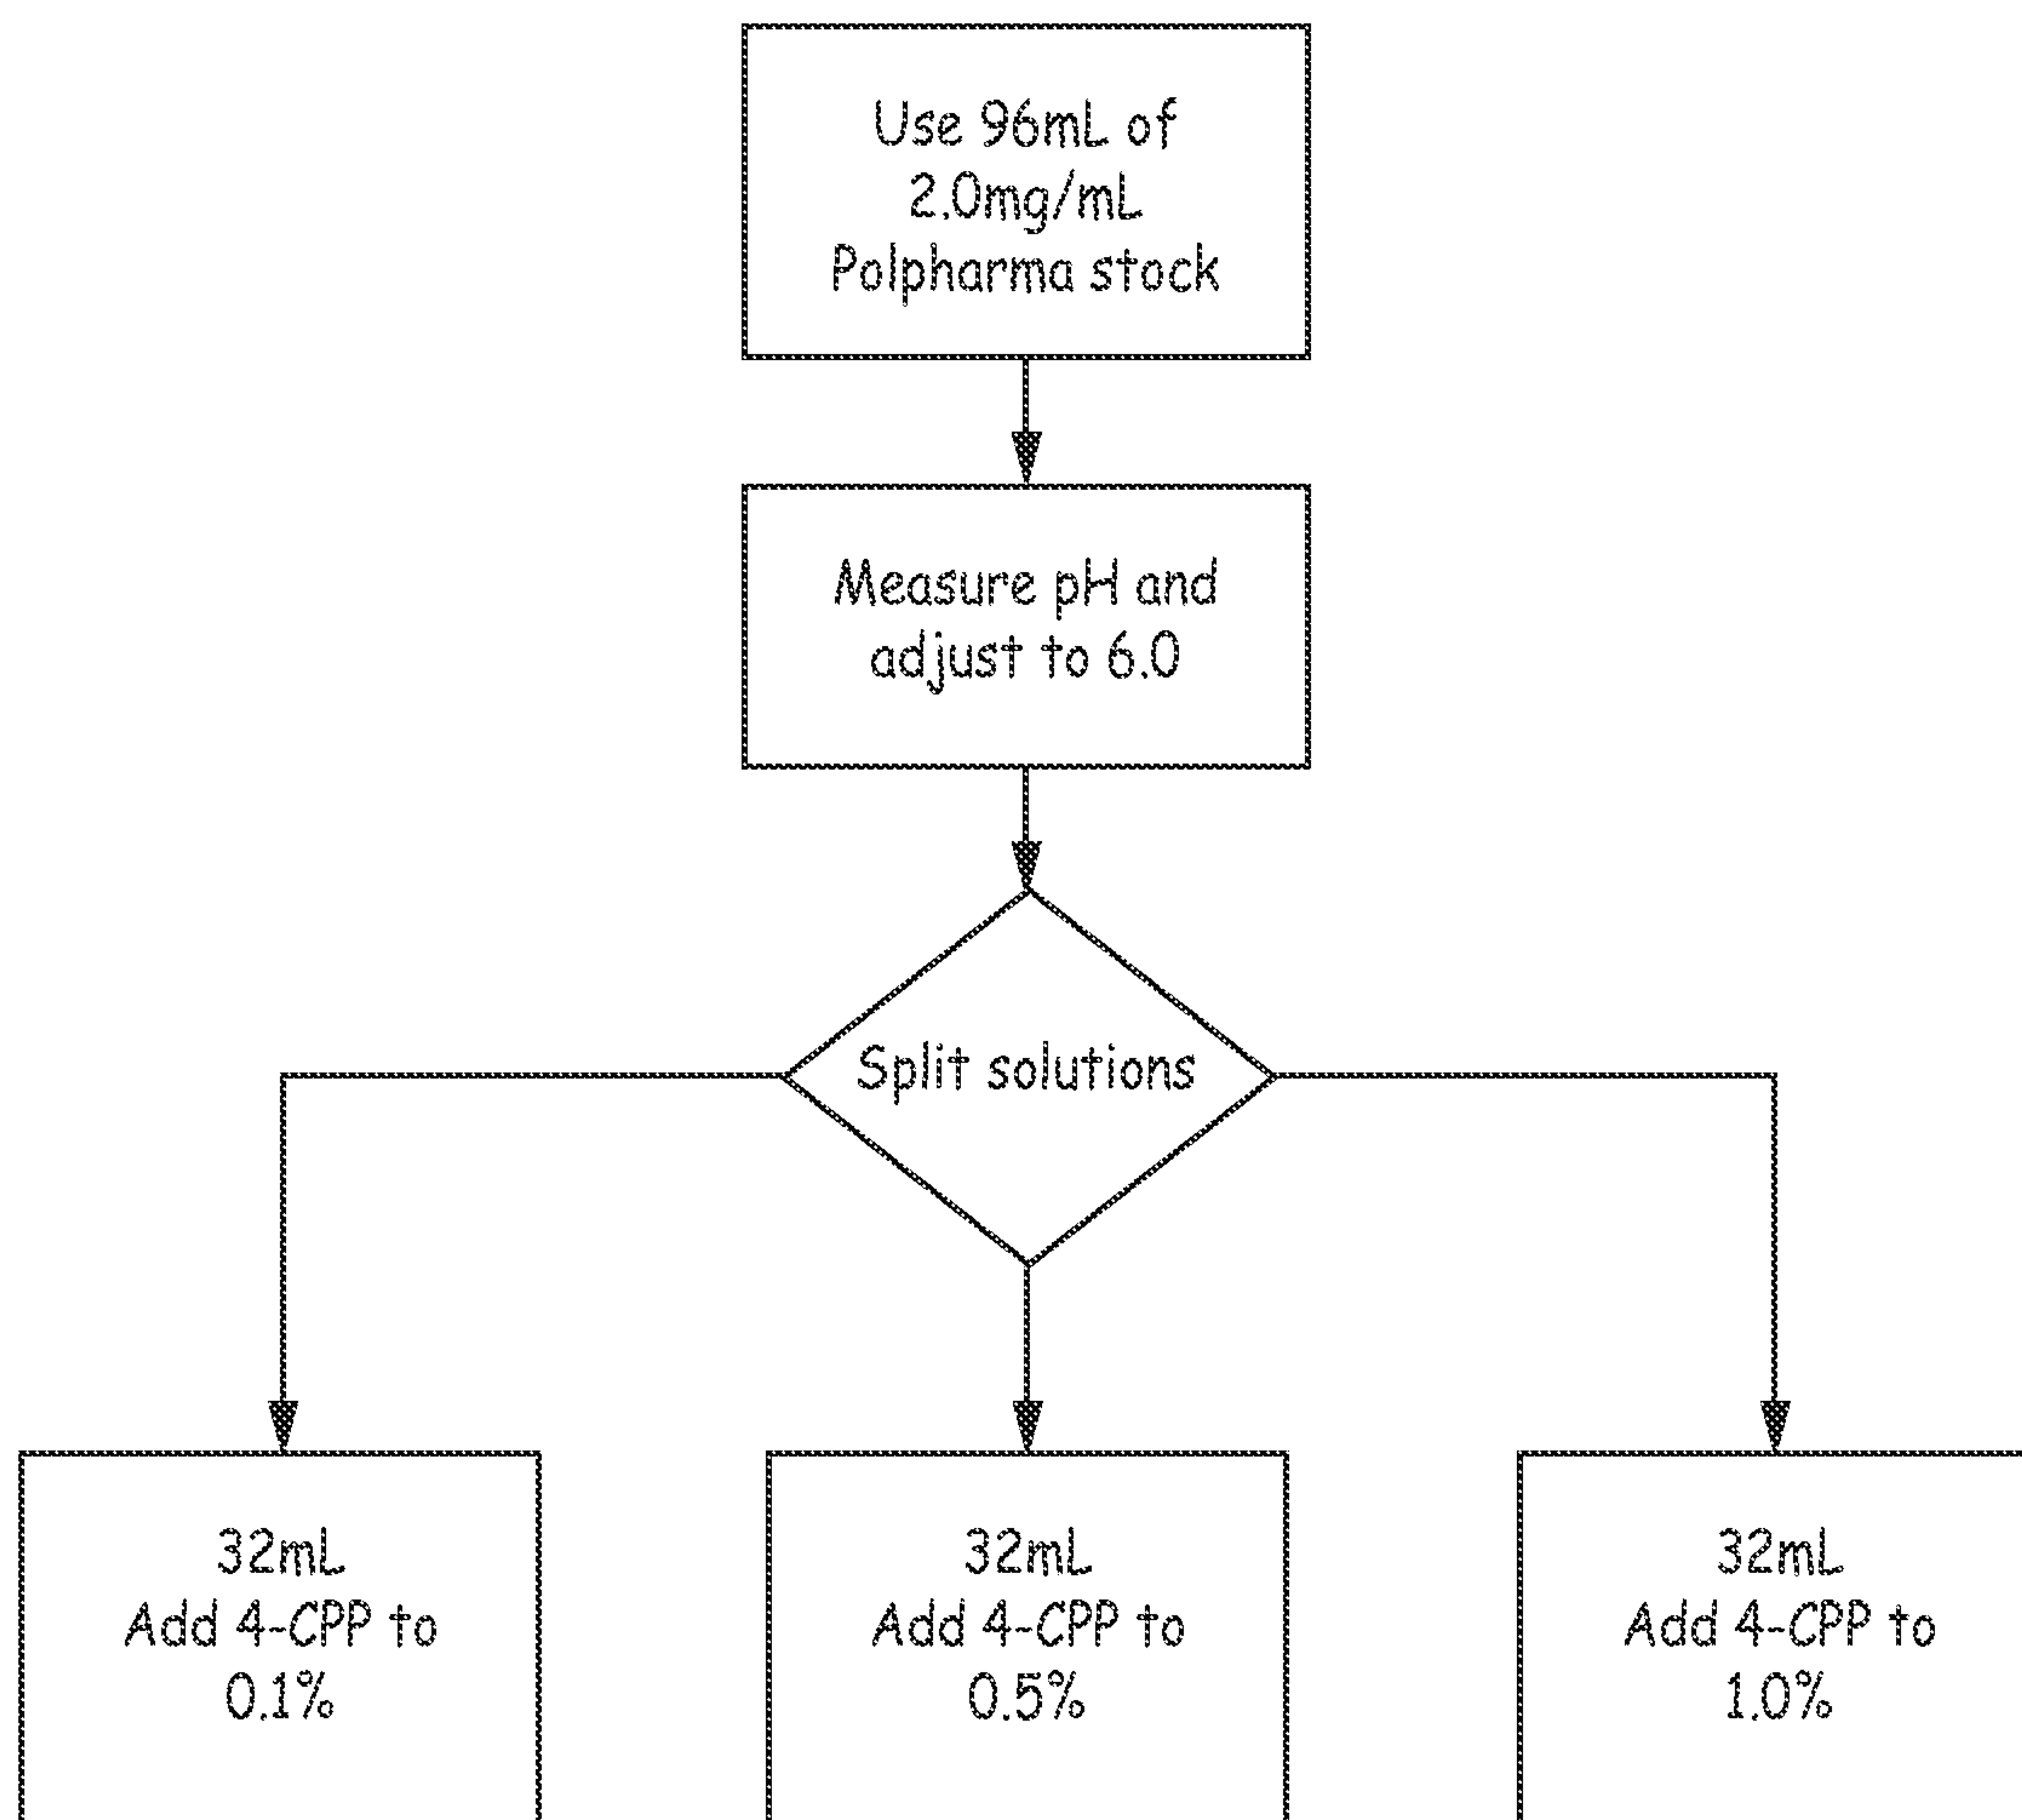 Use 96mL of
2.0mg/mL
Polpharma stock
Measure pH and
adjust to 6.0
Split solutions
32mL
Add 4-CPP to
0.1%
32mL
Add 4-CPP to
0.5%
32mL
Add 4-CPP to
1.0%